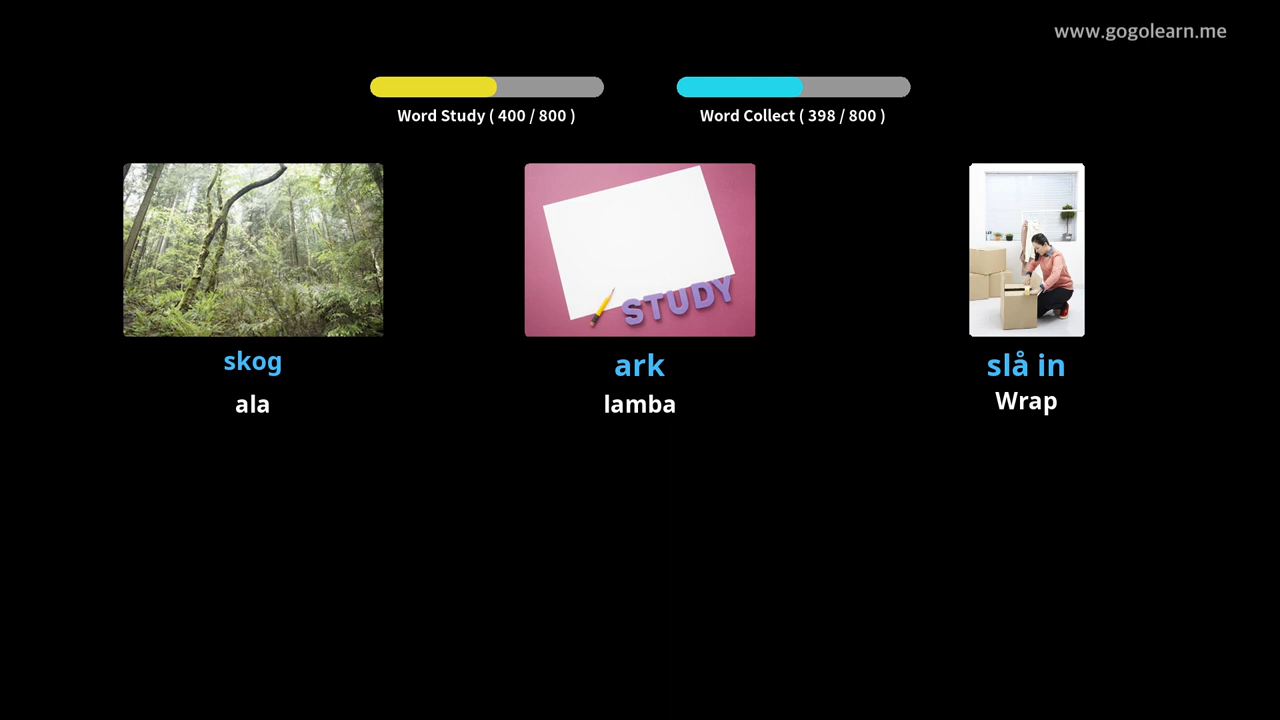 www.gogolearn.me
Word Study ( 400 / 800 )
Word Collect ( 398 / 800 )
STUDY
skog
ark
slå in
ala
lamba
Wrap